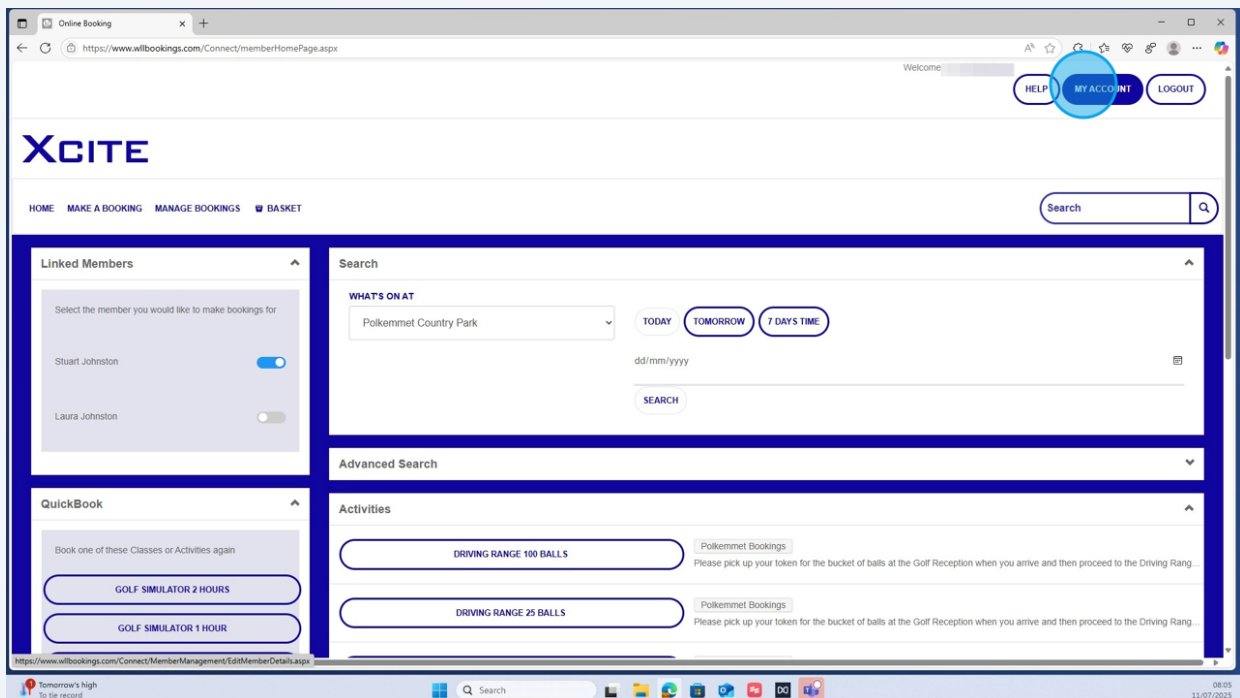 Online Booking
https://www.wllbookings.com/Connect/memberHomePage.aspx
Welcome
HELP
MY ACCOUNT
LOGOUT
XCITE
HOME MAKE A BOOKING MANAGE BOOKINGS BASKET
Search
Linked Members
Select the member you would like to make bookings for
Stuart Johnston
Laura Johnston
Search
WHAT'S ON AT
Polkemmet Country Park
TODAY TOMORROW 7 DAYS TIME
dd/mm/yyyy
SEARCH
Advanced Search
QuickBook
Book one of these Classes or Activities again
GOLF SIMULATOR 2 HOURS
GOLF SIMULATOR 1 HOUR
Activities
DRIVING RANGE 100 BALLS
Polkemmet Bookings
Please pick up your token for the bucket of balls at the Golf Reception when you arrive and then proceed to the Driving Rang...
DRIVING RANGE 25 BALLS
Polkemmet Bookings
Please pick up your token for the bucket of balls at the Golf Reception when you arrive and then proceed to the Driving Rang...
https://www.wllbookings.com/Connect/MemberManagement/EditMemberDetails.aspx
1
Tomorrow's high
To tie record
Search
08:05
11/07/2025